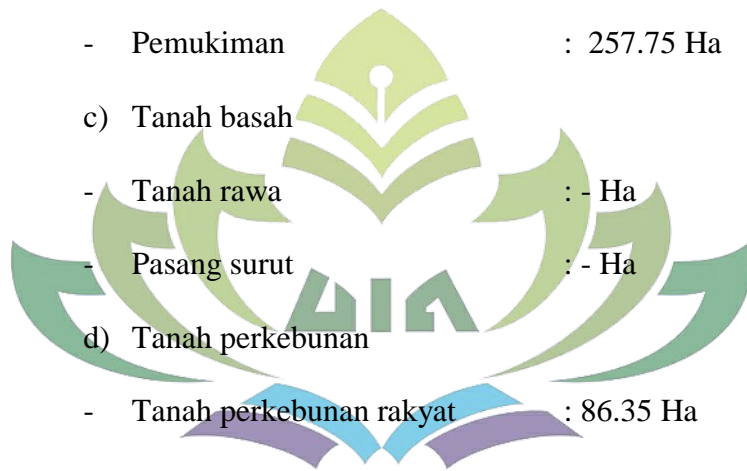 - Pemukiman : 257.75 Ha
c) Tanah basah
- Tanah rawa : - Ha
- Pasang surut : - Ha
UIN
d) Tanah perkebunan
- Tanah perkebunan rakyat : 86.35 Ha